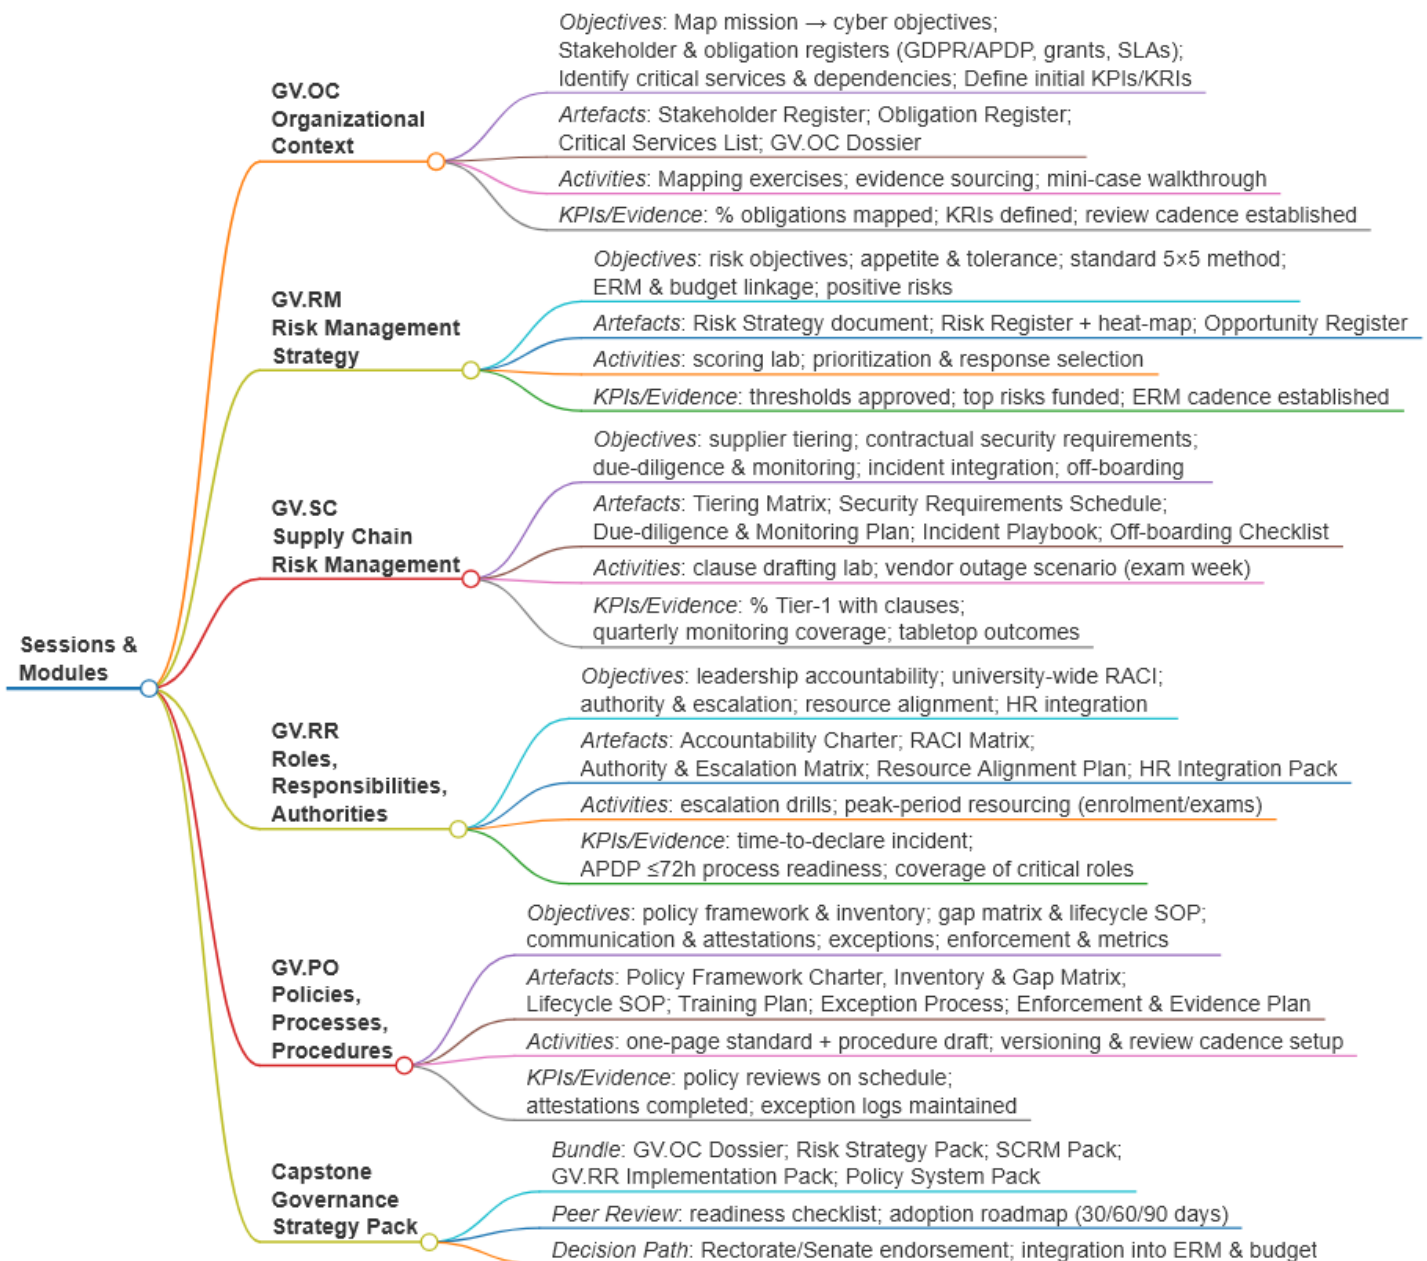 Sessions &
Modules
GV.OC
Organizational
Context
Objectives: Map mission → cyber objectives;
Stakeholder & obligation registers (GDPR/APDP, grants, SLAs);
Identify critical services & dependencies; Define initial KPIs/KRIs
Artefacts: Stakeholder Register; Obligation Register;
Critical Services List; GV.OC Dossier
Activities: Mapping exercises; evidence sourcing; mini-case walkthrough
KPIs/Evidence: % obligations mapped; KRIs defined; review cadence established
GV.RM
Risk Management
Strategy
Objectives: risk objectives; appetite & tolerance; standard 5×5 method;
ERM & budget linkage; positive risks
Artefacts: Risk Strategy document; Risk Register + heat-map; Opportunity Register
Activities: scoring lab; prioritization & response selection
KPIs/Evidence: thresholds approved; top risks funded; ERM cadence established
GV.SC
Supply Chain
Risk Management
Objectives: supplier tiering; contractual security requirements;
due-diligence & monitoring; incident integration; off-boarding
Artefacts: Tiering Matrix; Security Requirements Schedule;
Due-diligence & Monitoring Plan; Incident Playbook; Off-boarding Checklist
Activities: clause drafting lab; vendor outage scenario (exam week)
KPIs/Evidence: % Tier-1 with clauses;
quarterly monitoring coverage; tabletop outcomes
GV.RR
Roles,
Responsibilities,
Authorities
Objectives: leadership accountability; university-wide RACI;
authority & escalation; resource alignment; HR integration
Artefacts: Accountability Charter; RACI Matrix;
Authority & Escalation Matrix; Resource Alignment Plan; HR Integration Pack
Activities: escalation drills; peak-period resourcing (enrolment/exams)
KPIs/Evidence: time-to-declare incident;
APDP ≤72h process readiness; coverage of critical roles
GV.PO
Policies,
Processes,
Procedures
Objectives: policy framework & inventory; gap matrix & lifecycle SOP;
communication & attestations; exceptions; enforcement & metrics
Artefacts: Policy Framework Charter, Inventory & Gap Matrix;
Lifecycle SOP; Training Plan; Exception Process; Enforcement & Evidence Plan
Activities: one-page standard + procedure draft; versioning & review cadence setup
KPIs/Evidence: policy reviews on schedule;
attestations completed; exception logs maintained
Capstone
Governance
Strategy Pack
Bundle: GV.OC Dossier; Risk Strategy Pack; SCRM Pack;
GV.RR Implementation Pack; Policy System Pack
Peer Review: readiness checklist; adoption roadmap (30/60/90 days)
Decision Path: Rectorate/Senate endorsement; integration into ERM & budget